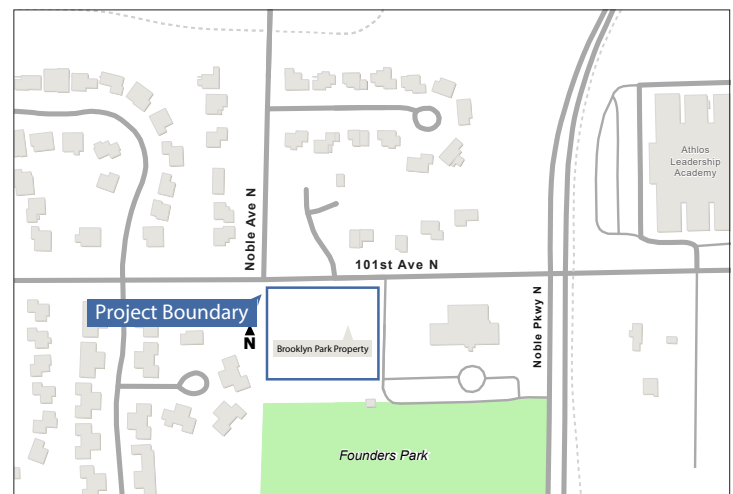 Athlos
Leadership
Academy
Noble Ave N
101st Ave N
Project Boundary
N
Brooklyn Park Property
Noble Pkwy N
Founders Park